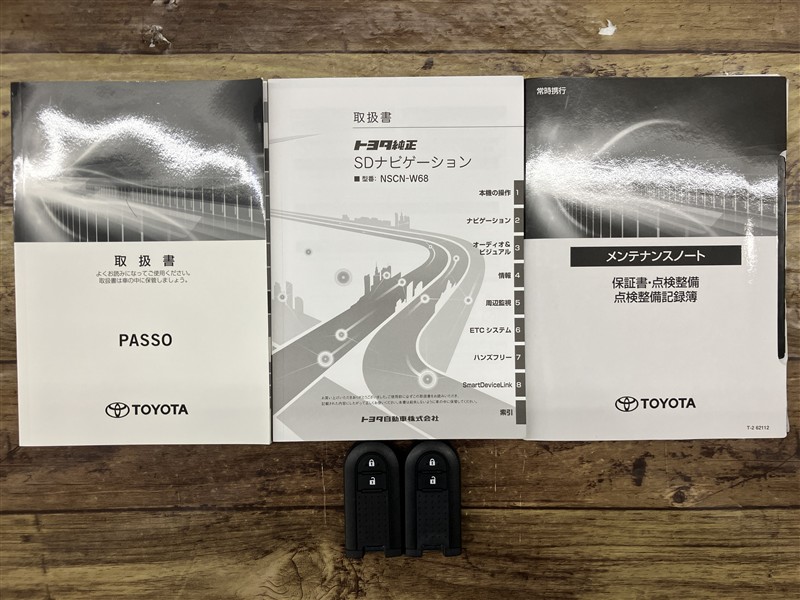 取扱書
よくお読みになってご使用ください。
取扱書は車の中に保管しましょう。
PASSO
TOYOTA
取扱書
トヨタ純正
SDナビゲーション
■ 型番: NSCN-W68
本機の操作 1
ナビゲーション 2
オーディオ&
ビジュアル 3
情報 4
周辺監視 5
ETC システム 6
ハンズフリー 7
SmartDeviceLink 8
索引
トヨタ自動車株式会社
常時携行
メンテナンスノート
保証書・点検整備
点検整備記録簿
TOYOTA
T-2 62112